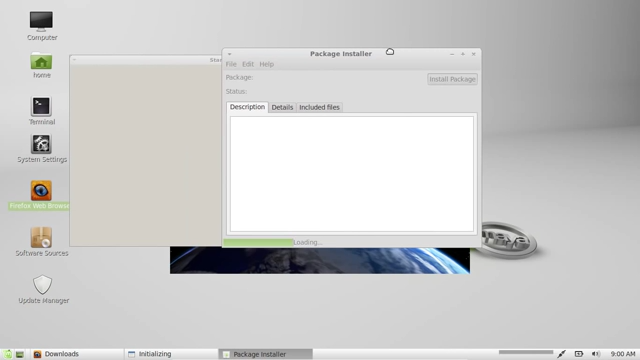 Computer
home
Terminal
System Settings
Firefox Web Brows
Software Sources
Update Manager
Package Installer
File Edit Help
Package:
Install Package
Status:
Description Details Included files
Loading...
Downloads
Initializing
Package Installer
9:00 AM